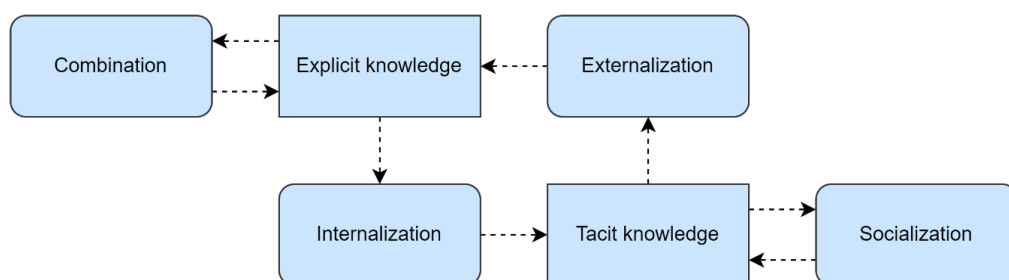 Combination
Explicit knowledge
Externalization
Internalization
Tacit knowledge
Socialization